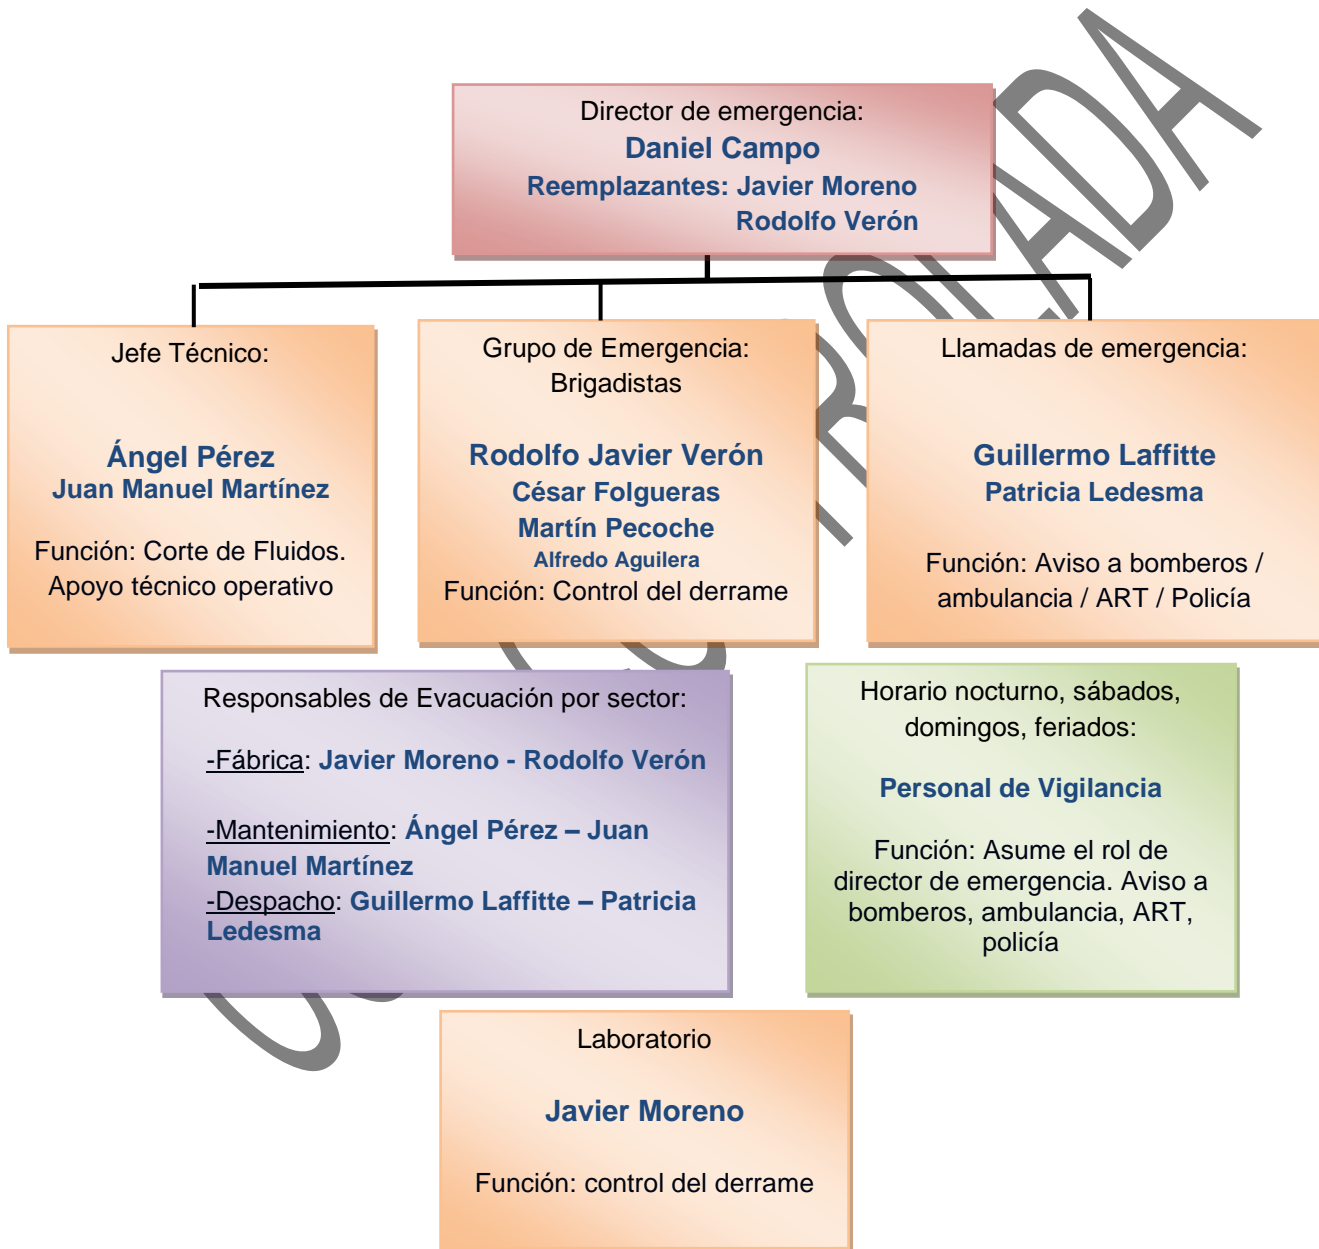 Director de emergencia:
Daniel Campo
Reemplazantes: Javier Moreno
Rodolfo Verón
Jefe Técnico:
Ángel Pérez
Juan Manuel Martínez
Función: Corte de Fluidos.
Apoyo técnico operativo
Grupo de Emergencia:
Brigadistas
Rodolfo Javier Verón
César Folgueras
Martín Pecoche
Alfredo Aguilera
Función: Control del derrame
Llamadas de emergencia:
Guillermo Laffitte
Patricia Ledesma
Función: Aviso a bomberos /
ambulancia / ART / Policía
Responsables de Evacuación por sector:
-Fábrica: Javier Moreno - Rodolfo Verón
-Mantenimiento: Ángel Pérez – Juan
Manuel Martínez
-Despacho: Guillermo Laffitte – Patricia
Ledesma
Horario nocturno, sábados,
domingos, feriados:
Personal de Vigilancia
Función: Asume el rol de
director de emergencia. Aviso a
bomberos, ambulancia, ART,
policía
Laboratorio
Javier Moreno
Función: control del derrame